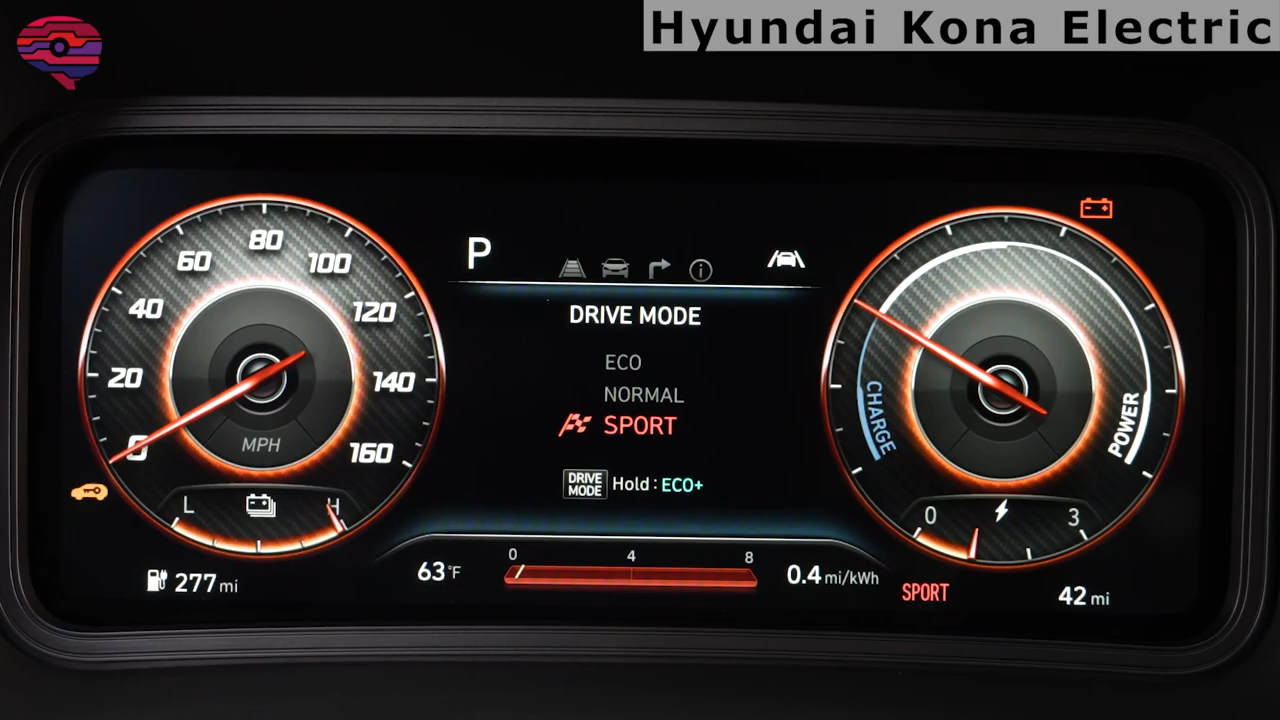 Hyundai Kona Electric
80
60
100
40
120
20
140
0
160
MPH
L
H
277 mi
P
DRIVE MODE
ECO
NORMAL
SPORT
DRIVE MODE Hold : ECO+
63°F
0 4 8
0.4 mi/kWh
CHARGE
POWER
0
3
SPORT
42 mi